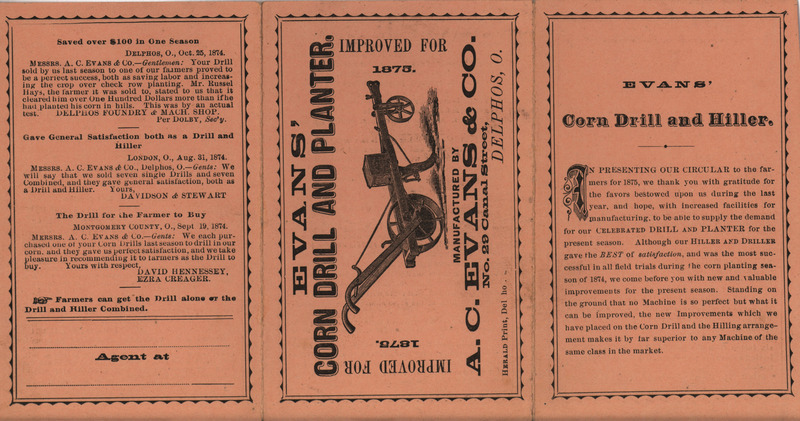 Saved over $100 in One Season
DELPHOS, O., Oct. 25, 1874.
MESSRS. A. C. EVANS & CO.—Gentlemen: Your Drill
sold by us last season to one of our farmers proved to
be a perfect success, both as saving labor and increas-
ing the crop over check row planting. Mr. Russel
Hays, the farmer it was sold to, stated to us that it
cleared him over One Hundred Dollars more than if he
had planted his corn in hills. This was by an actual
test. DELPHOS FOUNDRY & MACH. SHOP.
Per DOLBY, Sec'y.
Gave General Satisfaction both as a Drill and
Hiller
LONDON, O., Aug. 31, 1874.
MESSRS. A. C. EVANS & CO., Delphos, O.—Gents: We
will say that we sold seven single Drills and seven
Combined, and they gave general satisfaction, both as
a Drill and Hiller. Yours,
DAVIDSON & STEWART
The Drill for the Farmer to Buy
MONTGOMERY COUNTY, O., Sept 19, 1874.
MESSRS. A. C. EVANS & CO.—Gents: We each pur-
chased one of your Corn Drills last season to drill in our
corn, and they gave us perfect satisfaction, and we take
pleasure in recommending it to farmers as the Drill to
buy. Yours with respect,
DAVID HENNESSEY,
EZRA CREAGER.
Farmers can get the Drill alone or the
Drill and Hiller Combined.
Agent at
EVANS'
CORN DRILL AND PLANTER.
IMPROVED FOR
1875.
IMPROVED FOR
1875.
MANUFACTURED BY
A. C. EVANS & CO.
No. 29 Canal Street,
DELPHOS, O.
HERALD Print, Del ho
EVANS'
Corn Drill and Hiller.
IN PRESENTING OUR CIRCULAR to the far-
mers for 1875, we thank you with gratitude for
the favors bestowed upon us during the last
year, and hope, with increased facilities for
manufacturing, to be able to supply the demand
for our CELEBRATED DRILL AND PLANTER for the
present season. Although our HILLER AND DRILLER
gave the BEST of satisfaction, and was the most suc-
cessful in all field trials during the corn planting sea-
son of 1874, we come before you with new and valuable
improvements for the present season. Standing on
the ground that no Machine is so perfect but what it
can be improved, the new Improvements which we
have placed on the Corn Drill and the Hilling arrange-
ment makes it by far superior to any Machine of the
same class in the market.